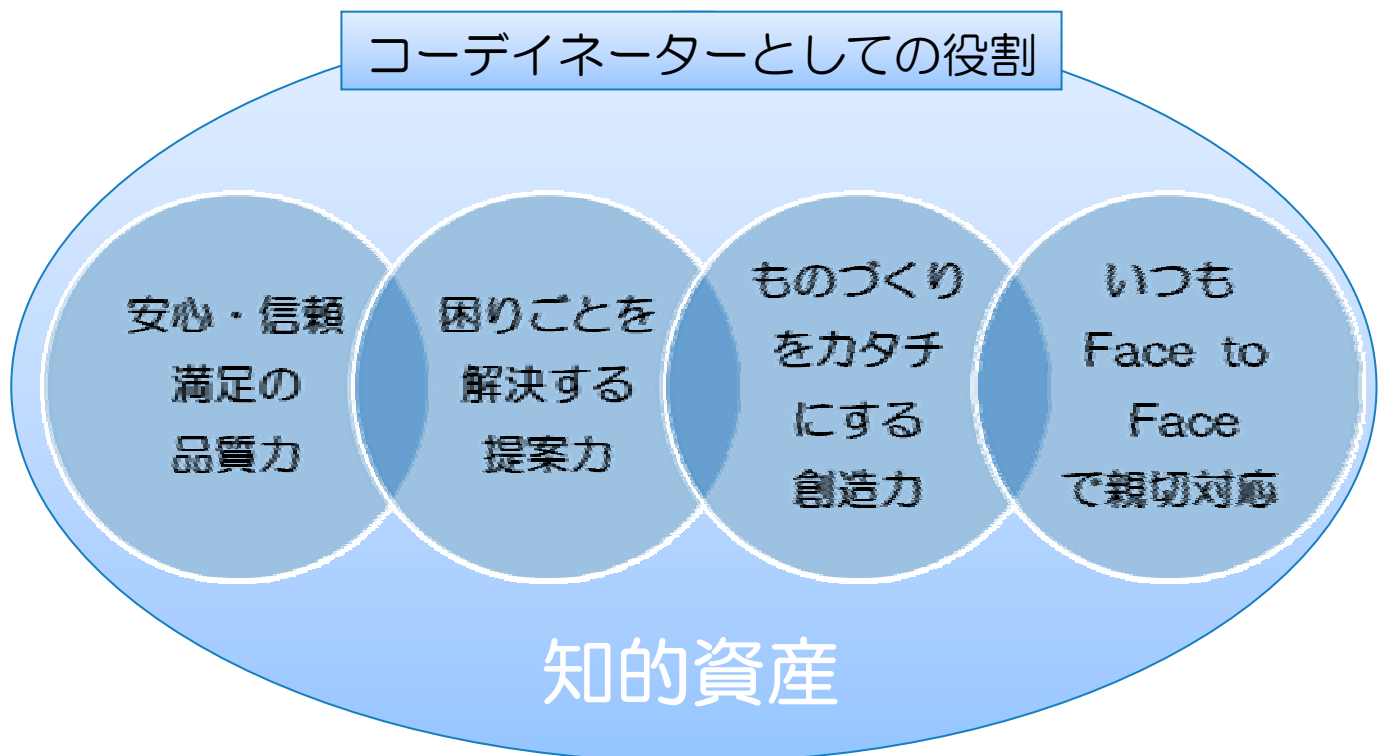 コーデイネーターとしての役割
安心・信頼
満足の
品質力
困りごとを
解決する
提案力
ものづくり
をカタチ
にする
創造力
いつも
Face to
Face
で親切対応
知的資産